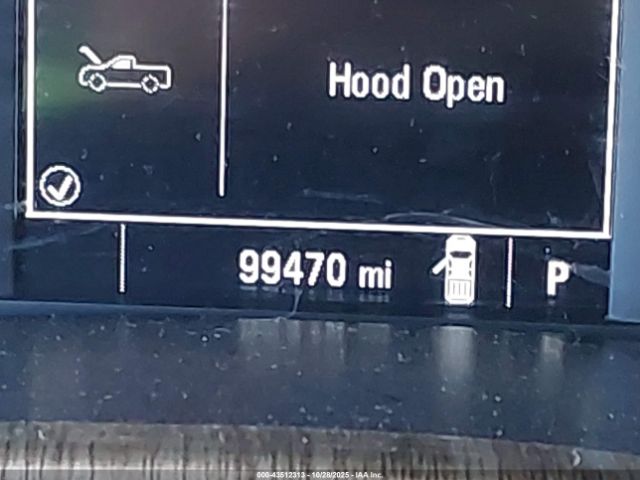 Hood Open
99470 mi
P
000-43512313 - 10/28/2025 - IAA Inc.